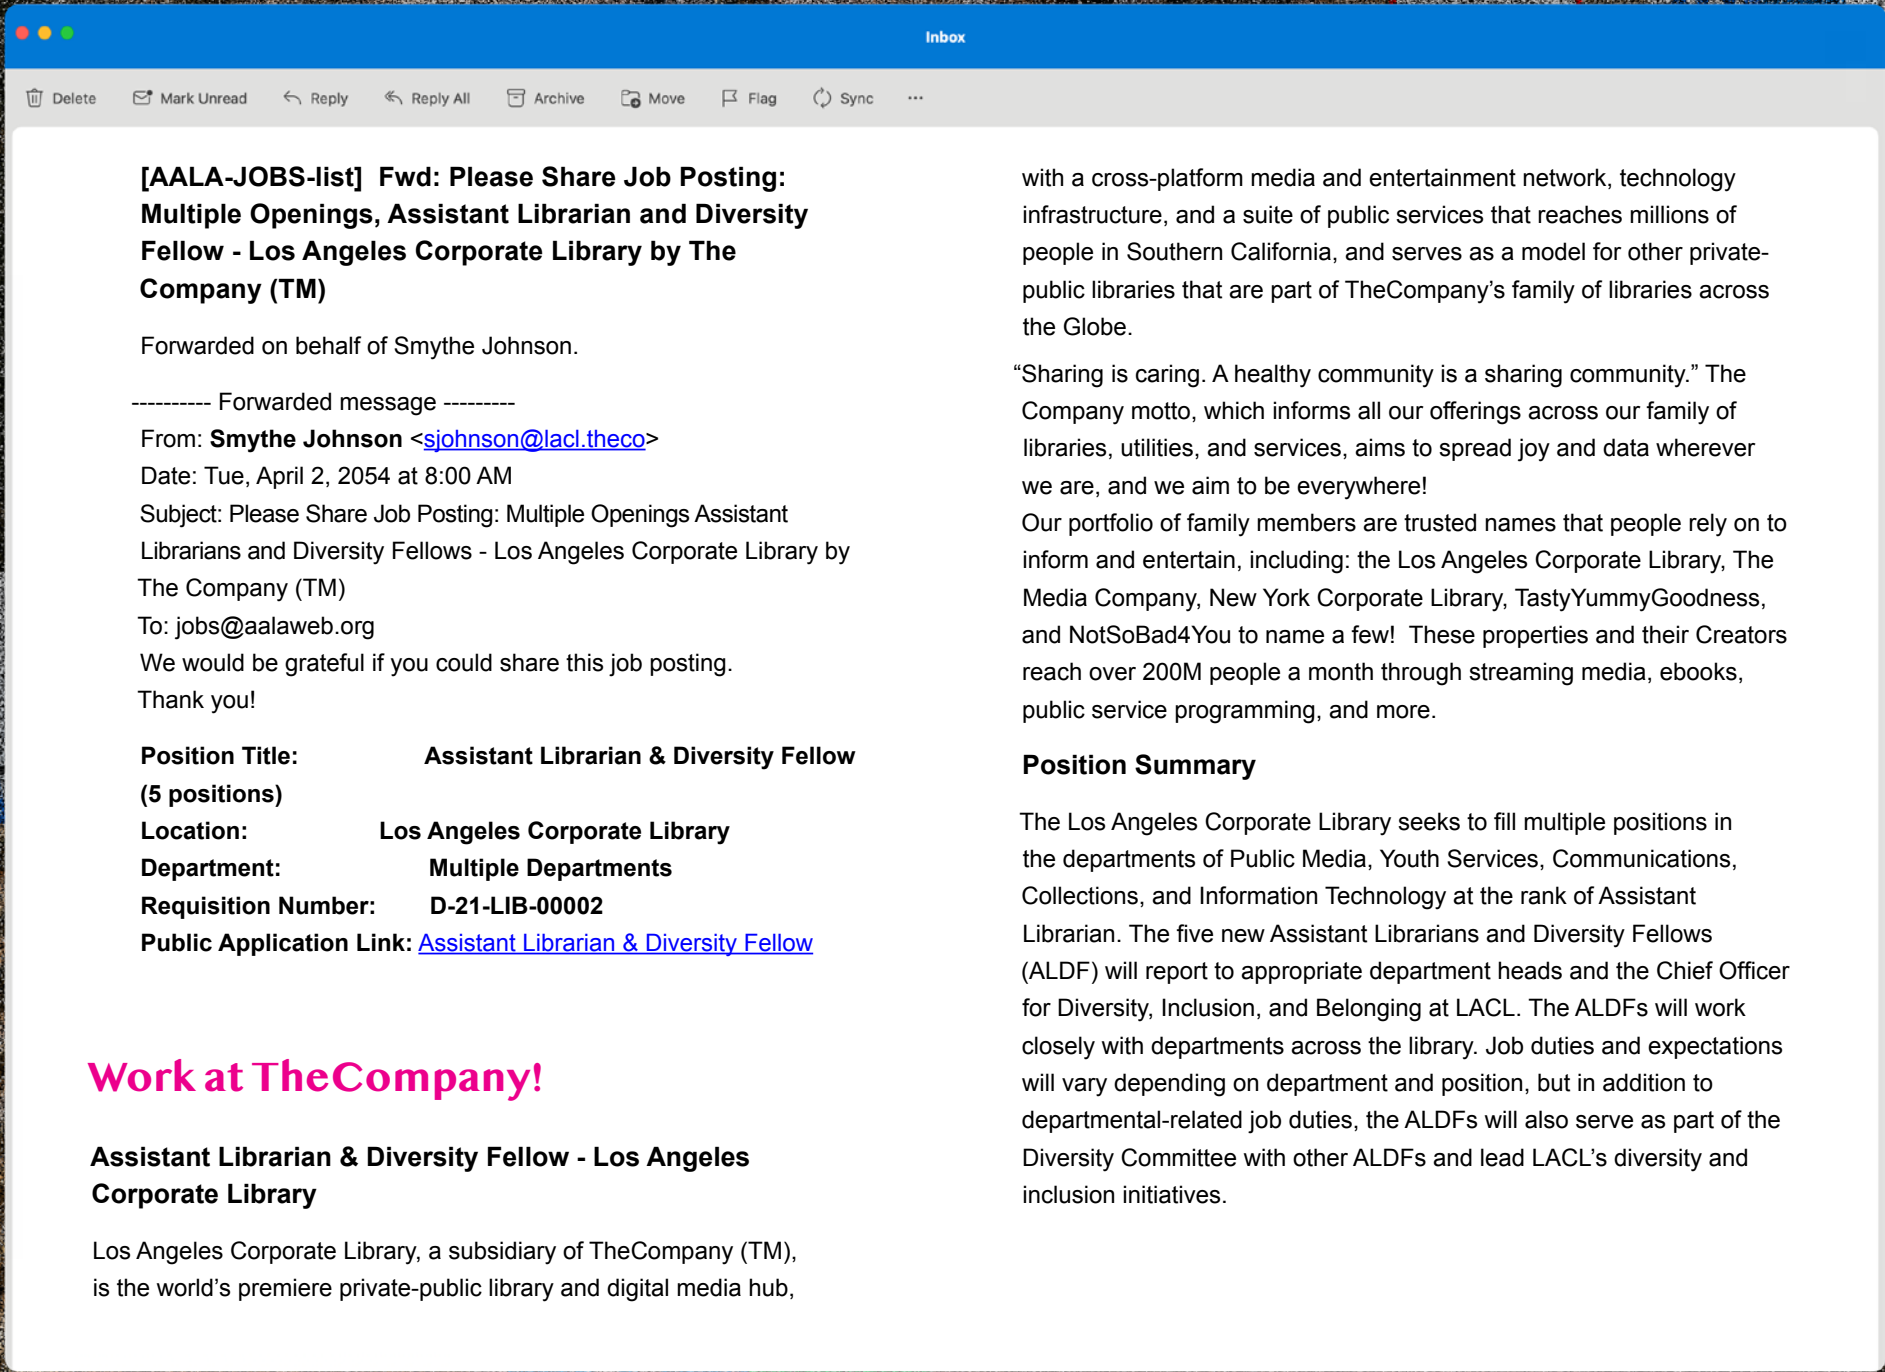 Inbox
Delete Mark Unread Reply Reply All Archive Move Flag Sync ...
[AALA-JOBS-list] Fwd: Please Share Job Posting:
Multiple Openings, Assistant Librarian and Diversity
Fellow - Los Angeles Corporate Library by The
Company (TM)
Forwarded on behalf of Smythe Johnson.
---------- Forwarded message ---------
From: Smythe Johnson <sjohnson@lacl.theco>
Date: Tue, April 2, 2054 at 8:00 AM
Subject: Please Share Job Posting: Multiple Openings Assistant
Librarians and Diversity Fellows - Los Angeles Corporate Library by
The Company (TM)
To: jobs@aalaweb.org
We would be grateful if you could share this job posting.
Thank you!
Position Title: Assistant Librarian & Diversity Fellow
(5 positions)
Location: Los Angeles Corporate Library
Department: Multiple Departments
Requisition Number: D-21-LIB-00002
Public Application Link: Assistant Librarian & Diversity Fellow
Work at TheCompany!
Assistant Librarian & Diversity Fellow - Los Angeles
Corporate Library
Los Angeles Corporate Library, a subsidiary of TheCompany (TM),
is the world's premiere private-public library and digital media hub,
with a cross-platform media and entertainment network, technology
infrastructure, and a suite of public services that reaches millions of
people in Southern California, and serves as a model for other private-
public libraries that are part of TheCompany's family of libraries across
the Globe.
“Sharing is caring. A healthy community is a sharing community.” The
Company motto, which informs all our offerings across our family of
libraries, utilities, and services, aims to spread joy and data wherever
we are, and we aim to be everywhere!
Our portfolio of family members are trusted names that people rely on to
inform and entertain, including: the Los Angeles Corporate Library, The
Media Company, New York Corporate Library, TastyYummyGoodness,
and NotSoBad4You to name a few! These properties and their Creators
reach over 200M people a month through streaming media, ebooks,
public service programming, and more.
Position Summary
The Los Angeles Corporate Library seeks to fill multiple positions in
the departments of Public Media, Youth Services, Communications,
Collections, and Information Technology at the rank of Assistant
Librarian. The five new Assistant Librarians and Diversity Fellows
(ALDF) will report to appropriate department heads and the Chief Officer
for Diversity, Inclusion, and Belonging at LACL. The ALDFs will work
closely with departments across the library. Job duties and expectations
will vary depending on department and position, but in addition to
departmental-related job duties, the ALDFs will also serve as part of the
Diversity Committee with other ALDFs and lead LACL's diversity and
inclusion initiatives.